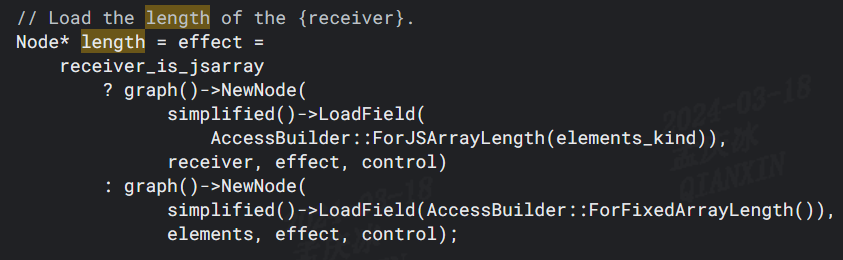 // Load the length of the {receiver}.
Node* length = effect =
receiver_is_jsarray
? graph()->NewNode(
simplified()->LoadField(
AccessBuilder::ForJSArrayLength(elements_kind)),
receiver, effect, control)
: graph()->NewNode(
simplified()->LoadField(AccessBuilder::ForFixedArrayLength()),
elements, effect, control);
2024-03-18
QIANXIN